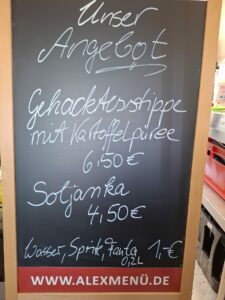 Unser
Angebot
Gehacktesstippe
mit Kartoffelpüree
6,50€
Soljanka
4,50€
Wasser, Sprite, Fanta 1,-€
0,2L
WWW.ALEXMENÜ.DE